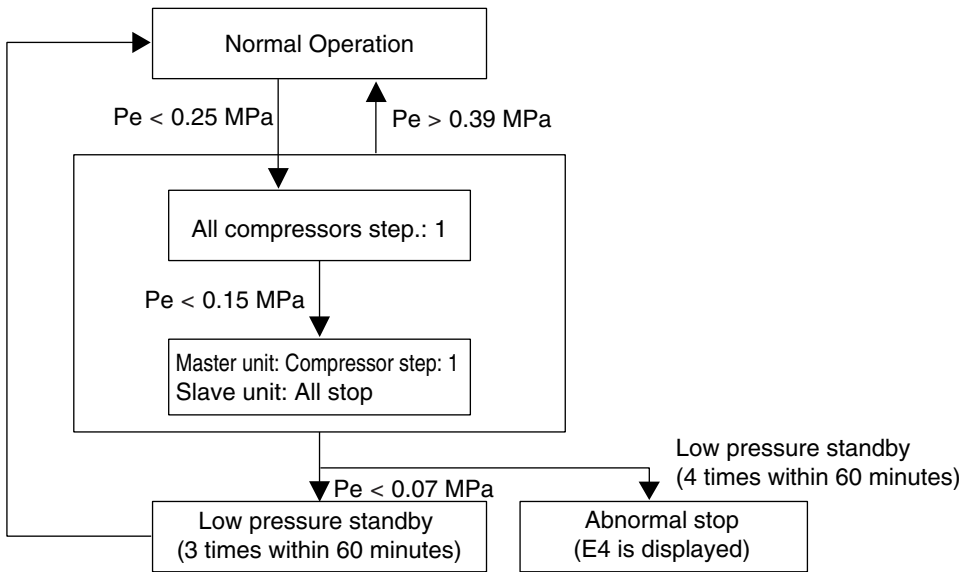 Normal Operation
Pe < 0.25 MPa
Pe > 0.39 MPa
All compressors step.: 1
Pe < 0.15 MPa
Master unit: Compressor step: 1
Slave unit: All stop
Low pressure standby
(4 times within 60 minutes)
Pe < 0.07 MPa
Low pressure standby
(3 times within 60 minutes)
Abnormal stop
(E4 is displayed)